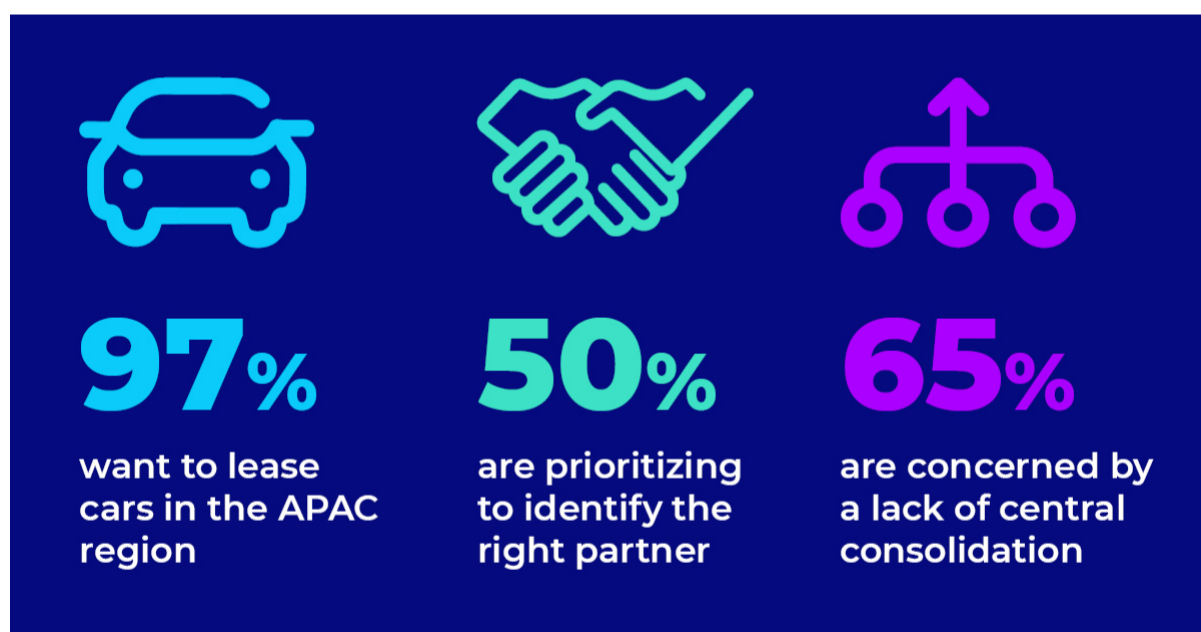 97%
want to lease
cars in the APAC
region
50%
are prioritizing
to identify the
right partner
65%
are concerned by
a lack of central
consolidation